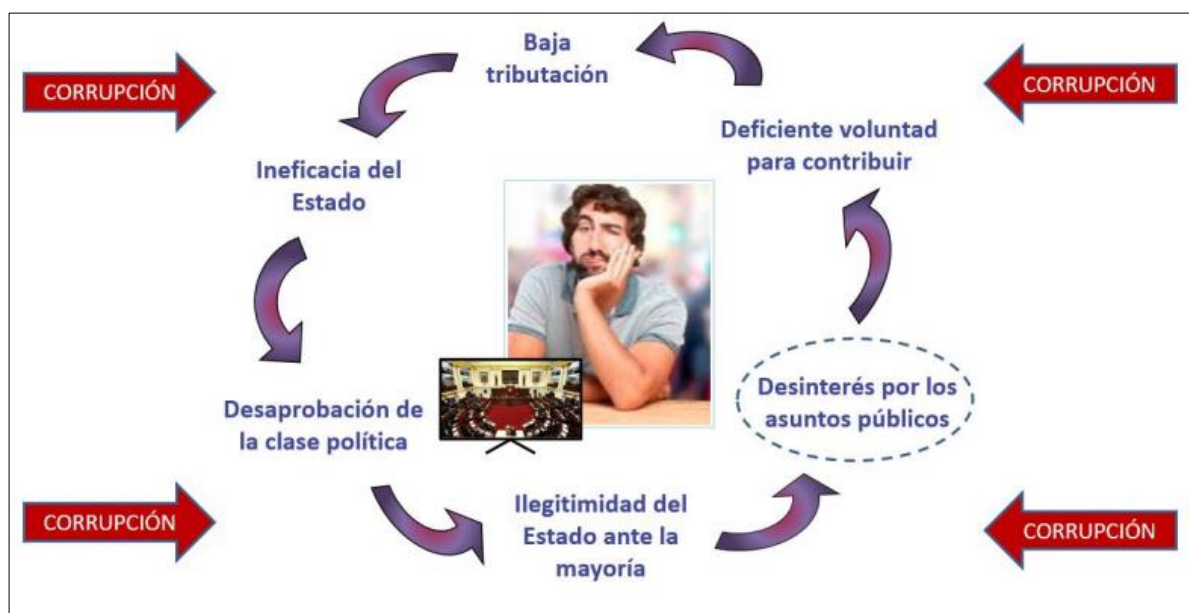 Baja
tributación
CORRUPCIÓN
CORRUPCIÓN
Deficiente voluntad
para contribuir
Ineficacia del
Estado
Desinterés por los
asuntos públicos
Desaprobación de
la clase política
Ilegitimidad del
Estado ante la
mayoría
CORRUPCIÓN
CORRUPCIÓN